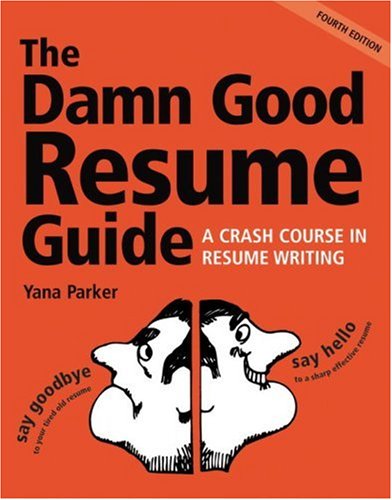 FOURTH EDITION
The
Damn Good
Resume
Guide
A CRASH COURSE IN
RESUME WRITING
Yana Parker
say goodbye
to your tired old resume
say hello
to a sharp effective resume